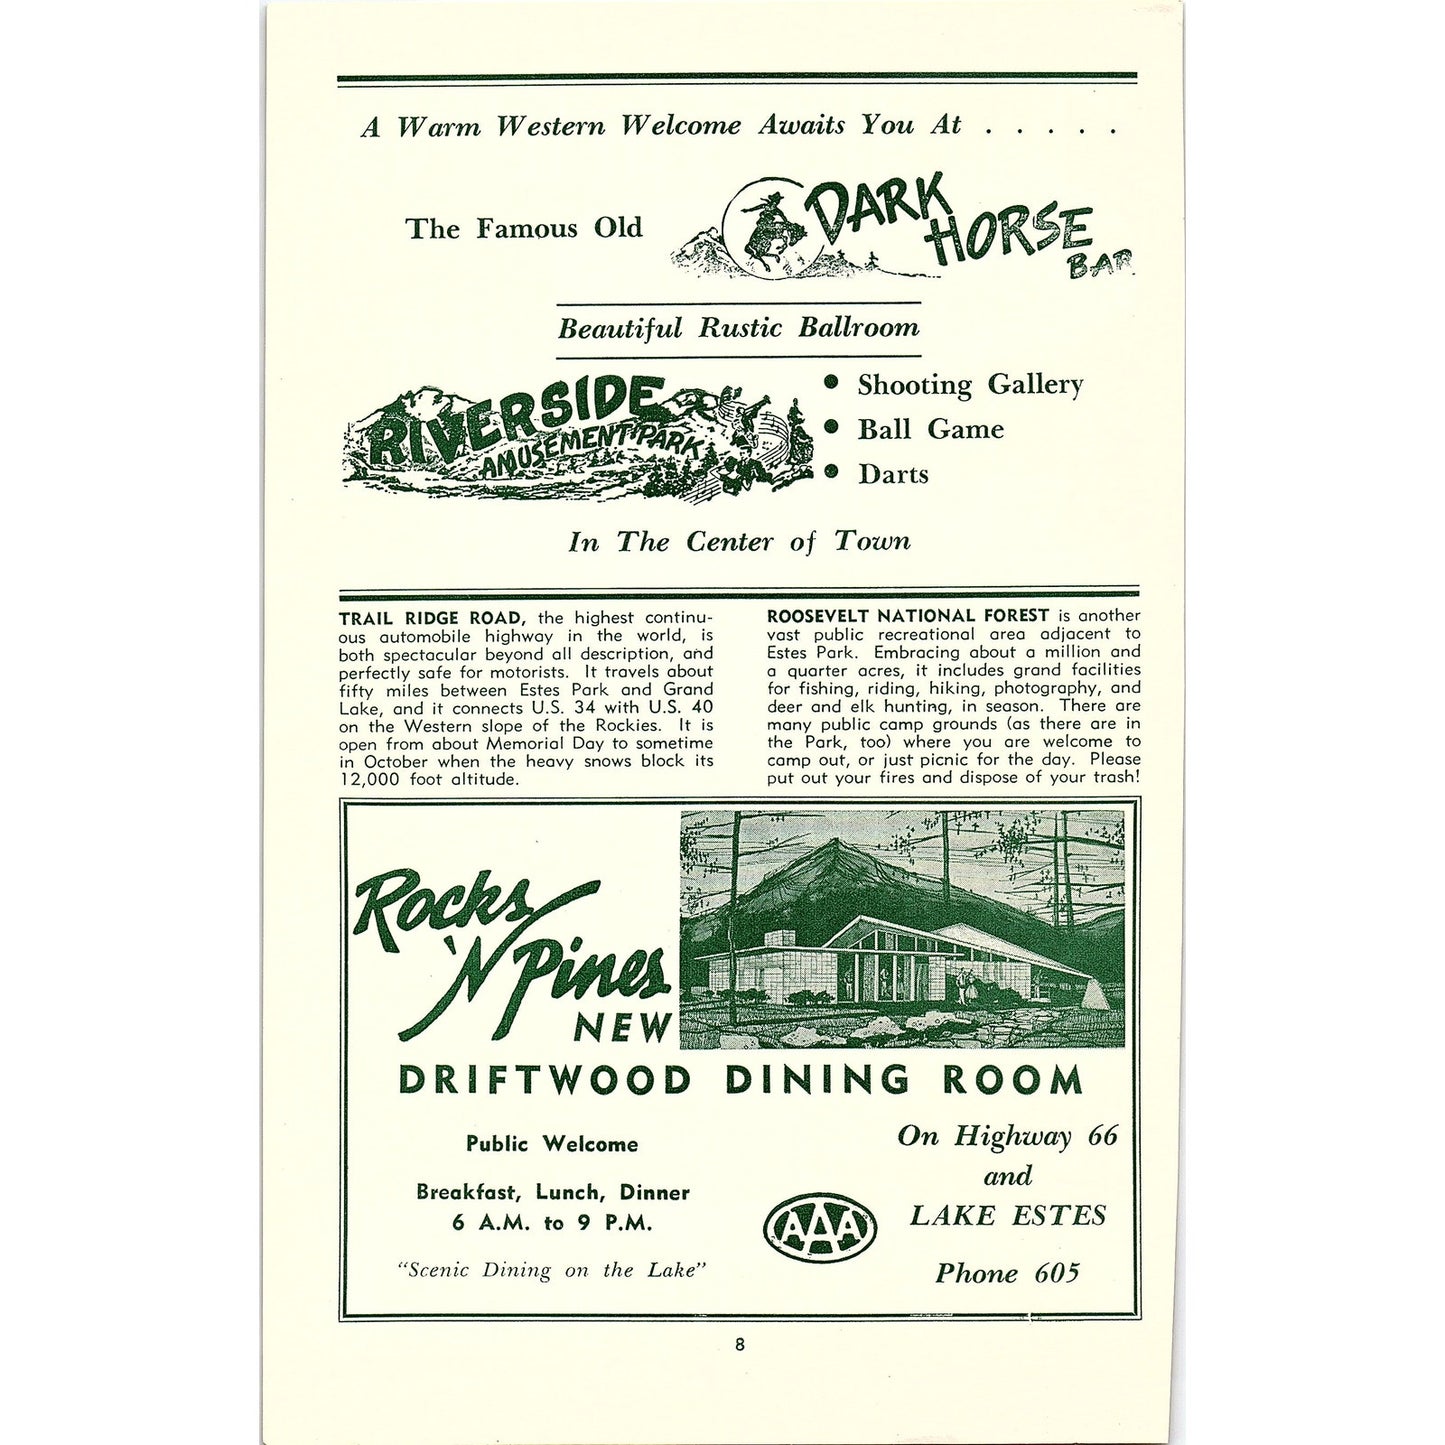 A Warm Western Welcome Awaits You At . . . . .
The Famous Old
DARK
HORSE
BAR
Beautiful Rustic Ballroom
RIVERSIDE
AMUSEMENT PARK
• Shooting Gallery
• Ball Game
• Darts
In The Center of Town
TRAIL RIDGE ROAD, the highest continu-
ous automobile highway in the world, is
both spectacular beyond all description, and
perfectly safe for motorists. It travels about
fifty miles between Estes Park and Grand
Lake, and it connects U.S. 34 with U.S. 40
on the Western slope of the Rockies. It is
open from about Memorial Day to sometime
in October when the heavy snows block its
12,000 foot altitude.
ROOSEVELT NATIONAL FOREST is another
vast public recreational area adjacent to
Estes Park. Embracing about a million and
a quarter acres, it includes grand facilities
for fishing, riding, hiking, photography, and
deer and elk hunting, in season. There are
many public camp grounds (as there are in
the Park, too) where you are welcome to
camp out, or just picnic for the day. Please
put out your fires and dispose of your trash!
Rocks
'N Pines
NEW
DRIFTWOOD DINING ROOM
Public Welcome
Breakfast, Lunch, Dinner
6 A.M. to 9 P.M.
"Scenic Dining on the Lake"
AAA
On Highway 66
and
LAKE ESTES
Phone 605
8